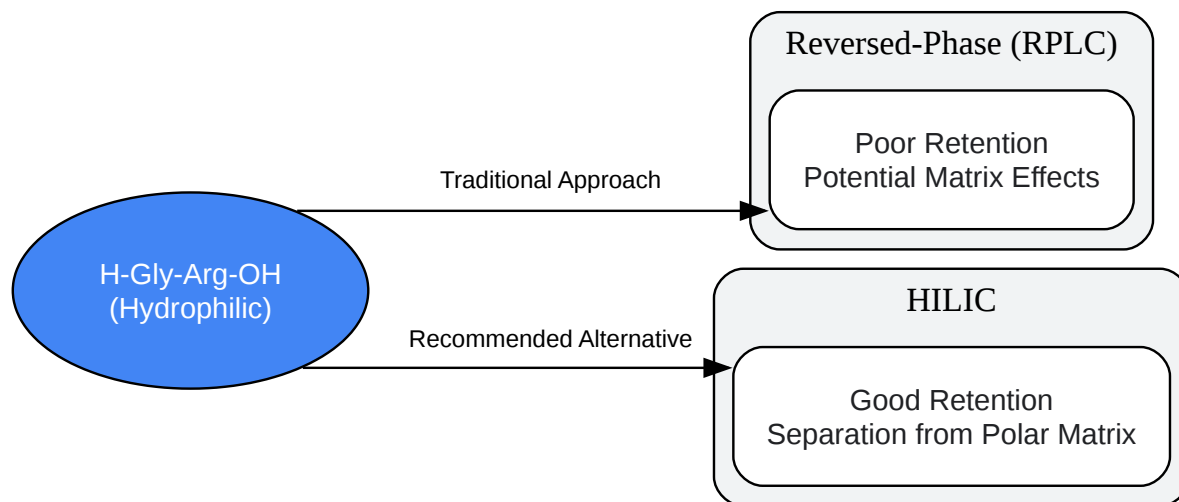 Reversed-Phase (RPLC)
Poor Retention
Potential Matrix Effects
Traditional Approach
H-Gly-Arg-OH
(Hydrophilic)
Recommended Alternative
HILIC
Good Retention
Separation from Polar Matrix